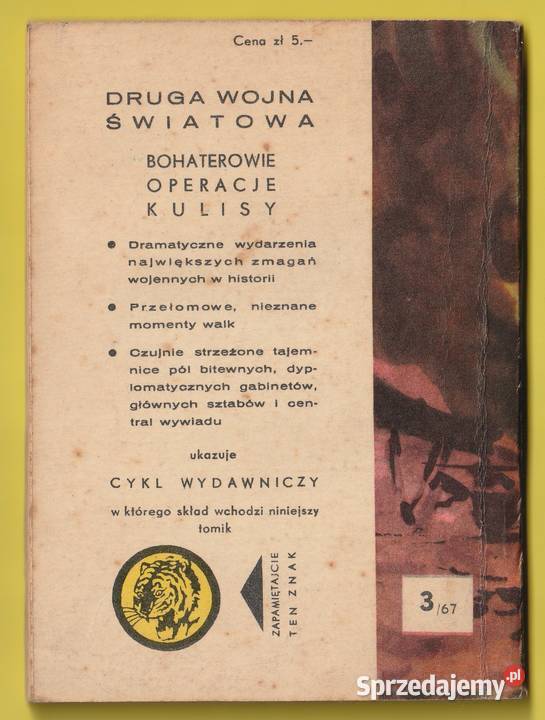 Cena zł 5.—
DRUGA WOJNA
ŚWIATOWA
BOHATEROWIE
OPERACJE
KULISY
● Dramatyczne wydarzenia
największych zmagań
wojennych w historii
● Przełomowe, nieznane
momenty walk
● Czujnie strzeżone tajem-
nice pól bitewnych, dyp-
lomatycznych gabinetów,
głównych sztabów i cen-
tral wywiadu
ukazuje
CYKL WYDAWNICZY
w którego skład wchodzi niniejszy
tomik
ZAPAMIĘTAJCIE
TEN ZNAK
3/67
Sprzedajemy.pl